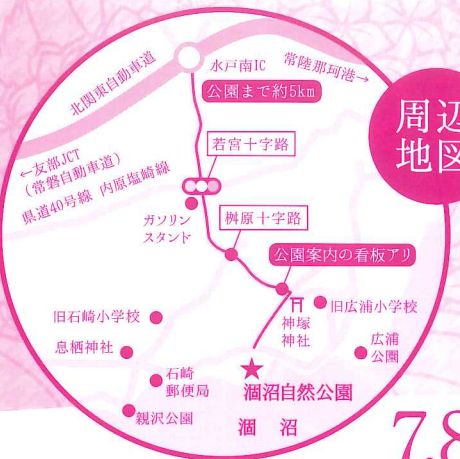 北関東自動車道
水戸南IC
常陸那珂港→
公園まで約5km
周辺
地図
←友部JCT
（常磐自動車道）
県道40号線 内原塩崎線
若宮十字路
ガソリン
スタンド
桝原十字路
公園案内の看板アリ
旧石崎小学校
神塚
神社
旧広浦小学校
息栖神社
広浦
公園
石崎
郵便局
涸沼自然公園
親沢公園
涸 沼
7.8